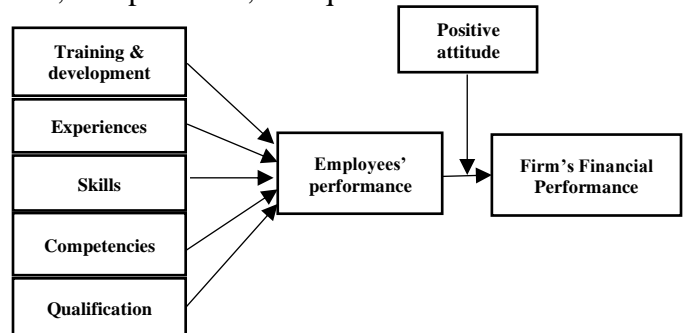 Positive
attitude
Training &
development
Experiences
Skills
Competencies
Qualification
Employees'
performance
Firm's Financial
Performance